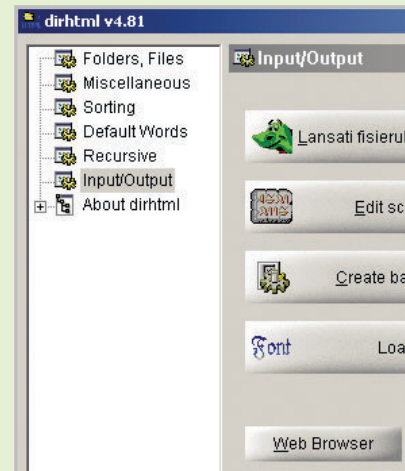 dirhtml v4.81
Folders, Files
Miscellaneous
Sorting
Default Words
Recursive
Input/Output
About dirhtml
Input/Output
Lansati fisierul
Edit sc
Create ba
Font
Loa
Web Browser